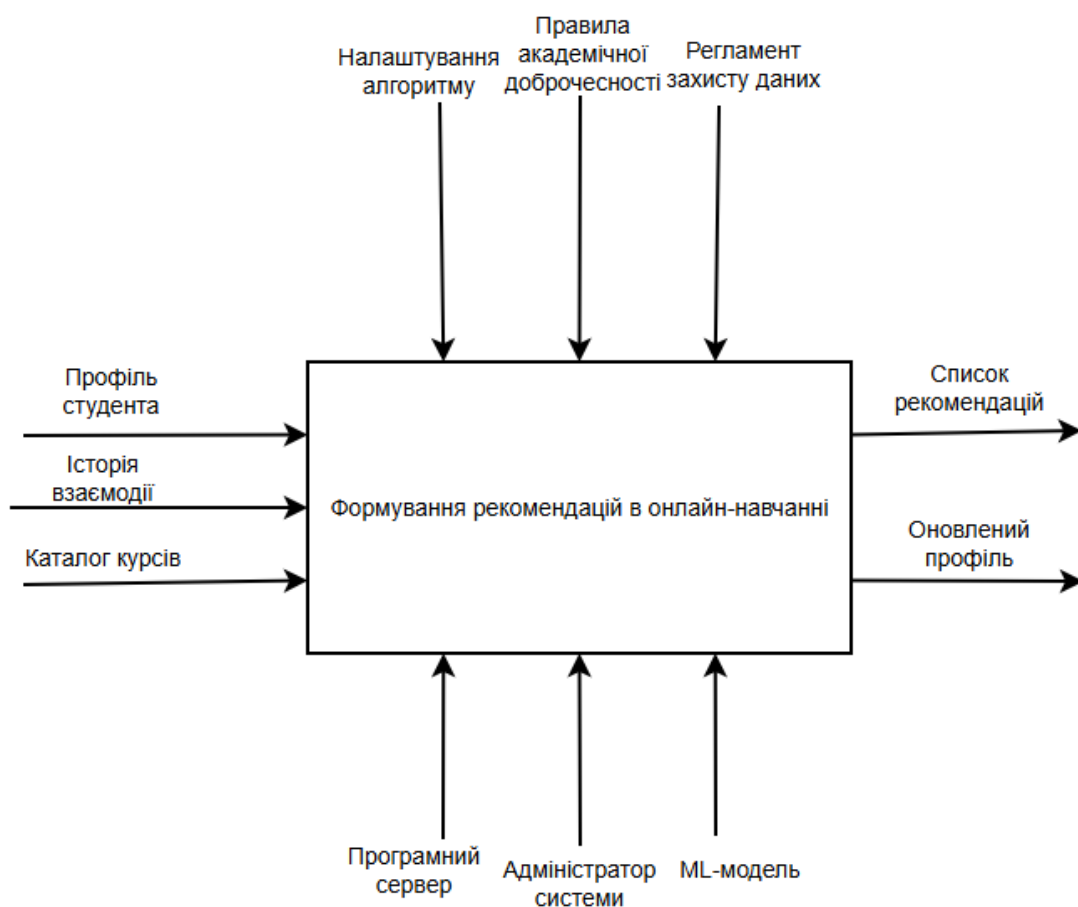 Налаштування
алгоритму
Правила
академічної
доброчесності
Регламент
захисту даних
Профіль
студента
Історія
взаємодії
Каталог курсів
Формування рекомендацій в онлайн-навчанні
Список
рекомендацій
Оновлений
профіль
Програмний
сервер
Адміністратор
системи
ML-модель